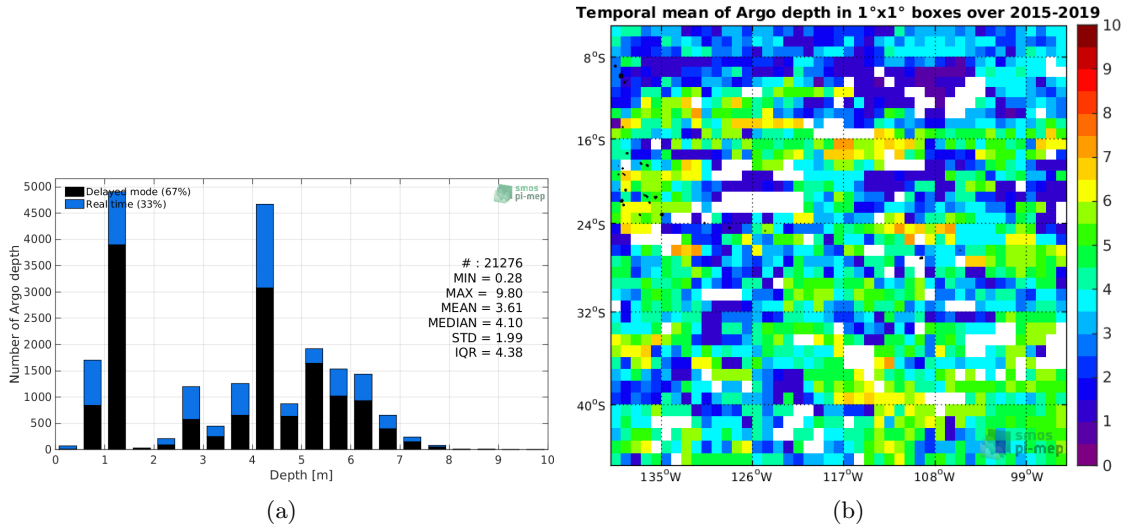 Temporal mean of Argo depth in 1°x1° boxes over 2015-2019
Delayed mode (67%)
Real time (33%)
smos
pi-mep
# : 21276
MIN = 0.28
MAX = 9.80
MEAN = 3.61
MEDIAN = 4.10
STD = 1.99
IQR = 4.38
Number of Argo depth
5000
4500
4000
3500
3000
2500
2000
1500
1000
500
0
0 1 2 3 4 5 6 7 8 9 10
Depth [m]
(a)
8°S
16°S
24°S
32°S
40°S
135°W 126°W 117°W 108°W 99°W
smos
pi-mep
10
9
8
7
6
5
4
3
2
1
0
(b)